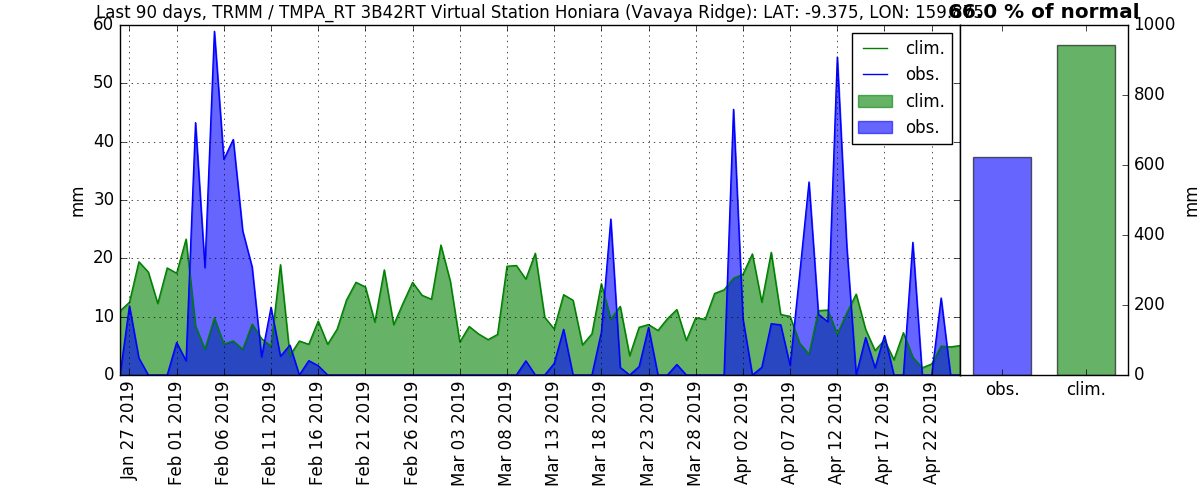 Last 90 days, TRMM / TMPA_RT 3B42RT Virtual Station Honiara (Vavaya Ridge): LAT: -9.375, LON: 159.875
66.0 % of normal
60
50
40
30
20
10
0
mm
clim.
obs.
clim.
obs.
1000
800
600
400
200
0
mm
obs.
clim.
Jan 27 2019
Feb 01 2019
Feb 06 2019
Feb 11 2019
Feb 16 2019
Feb 21 2019
Feb 26 2019
Mar 03 2019
Mar 08 2019
Mar 13 2019
Mar 18 2019
Mar 23 2019
Mar 28 2019
Apr 02 2019
Apr 07 2019
Apr 12 2019
Apr 17 2019
Apr 22 2019